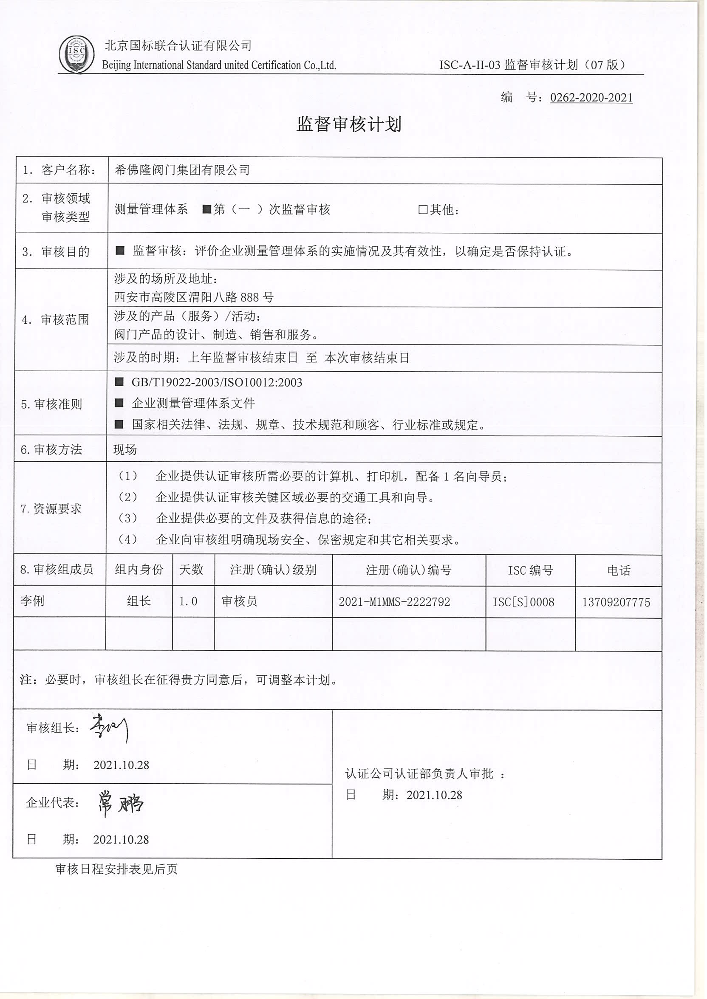 ISC
北京国标联合认证有限公司
Beijing International Standard united Certification Co.,Ltd.
ISC-A-II-03 监督审核计划（07 版）
编 号：0262-2020-2021
监督审核计划
1. 客户名称：
希佛隆阀门集团有限公司
2. 审核领域
审核类型
测量管理体系 ■第（一 ）次监督审核 □其他：
3. 审核目的
■ 监督审核：评价企业测量管理体系的实施情况及其有效性，以确定是否保持认证。
4. 审核范围
涉及的场所及地址：
西安市高陵区渭阳八路 888 号
涉及的产品（服务）/活动：
阀门产品的设计、制造、销售和服务。
涉及的时期：上年监督审核结束日 至 本次审核结束日
5.审核准则
■ GB/T19022-2003/ISO10012:2003
■ 企业测量管理体系文件
■ 国家相关法律、法规、规章、技术规范和顾客、行业标准或规定。
6.审核方法
现场
7.资源要求
（1） 企业提供认证审核所需必要的计算机、打印机，配备 1 名向导员；
（2） 企业提供认证审核关键区域必要的交通工具和向导。
（3） 企业提供必要的文件及获得信息的途径；
（4） 企业向审核组明确现场安全、保密规定和其它相关要求。
8.审核组成员 组内身份 天数 注册(确认)级别 注册(确认)编号 ISC 编号 电话
李俐 组长 1.0 审核员 2021-M1MMS-2222792 ISC[S]0008 13709207775
注：必要时，审核组长在征得贵方同意后，可调整本计划。
审核组长：李俐
日 期： 2021.10.28
企业代表：常鹏
日 期： 2021.10.28
认证公司认证部负责人审批 ：
日 期：2021.10.28
审核日程安排表见后页